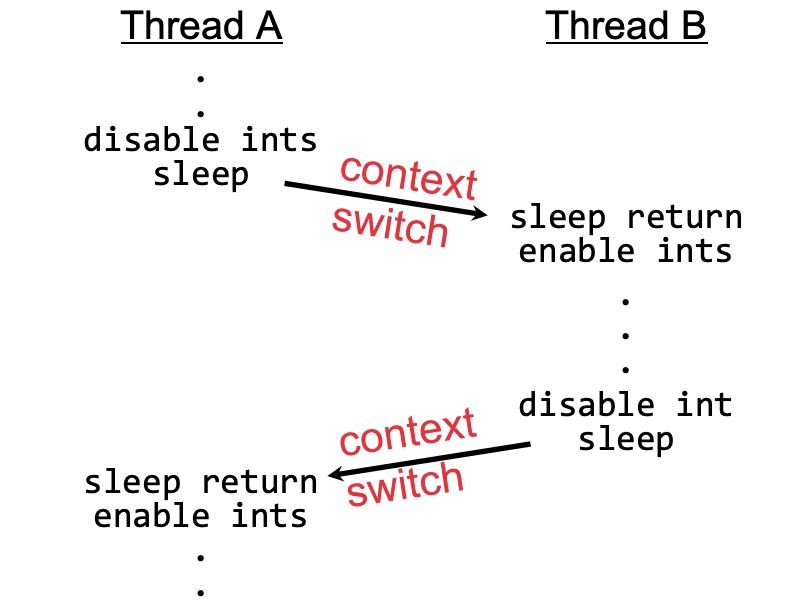 Thread A
Thread B
.
.
disable ints
sleep
context
switch
sleep return
enable ints
.
.
.
disable int
sleep
context
switch
sleep return
enable ints
.
.